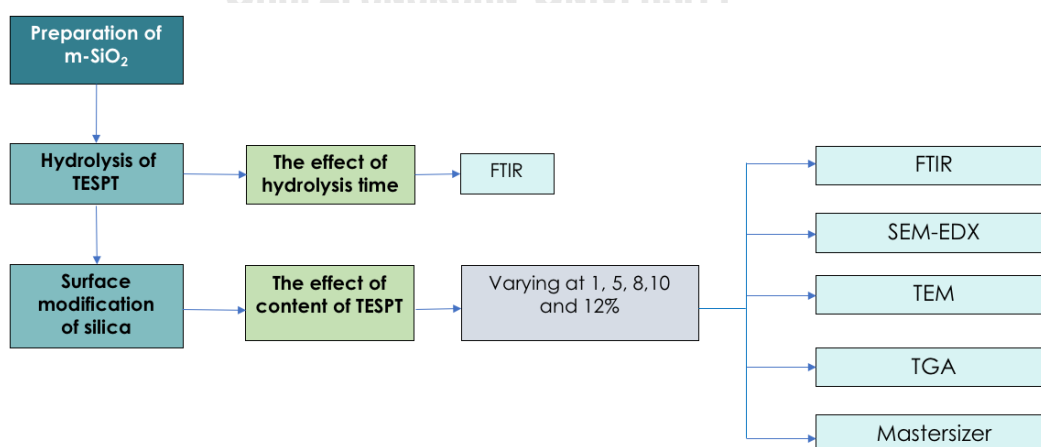 Preparation of
m-SiO₂
Hydrolysis of
TESPT
The effect of
hydrolysis time
FTIR
Surface
modification
of silica
The effect of
content of TESPT
Varying at 1, 5, 8,10
and 12%
FTIR
SEM-EDX
TEM
TGA
Mastersizer